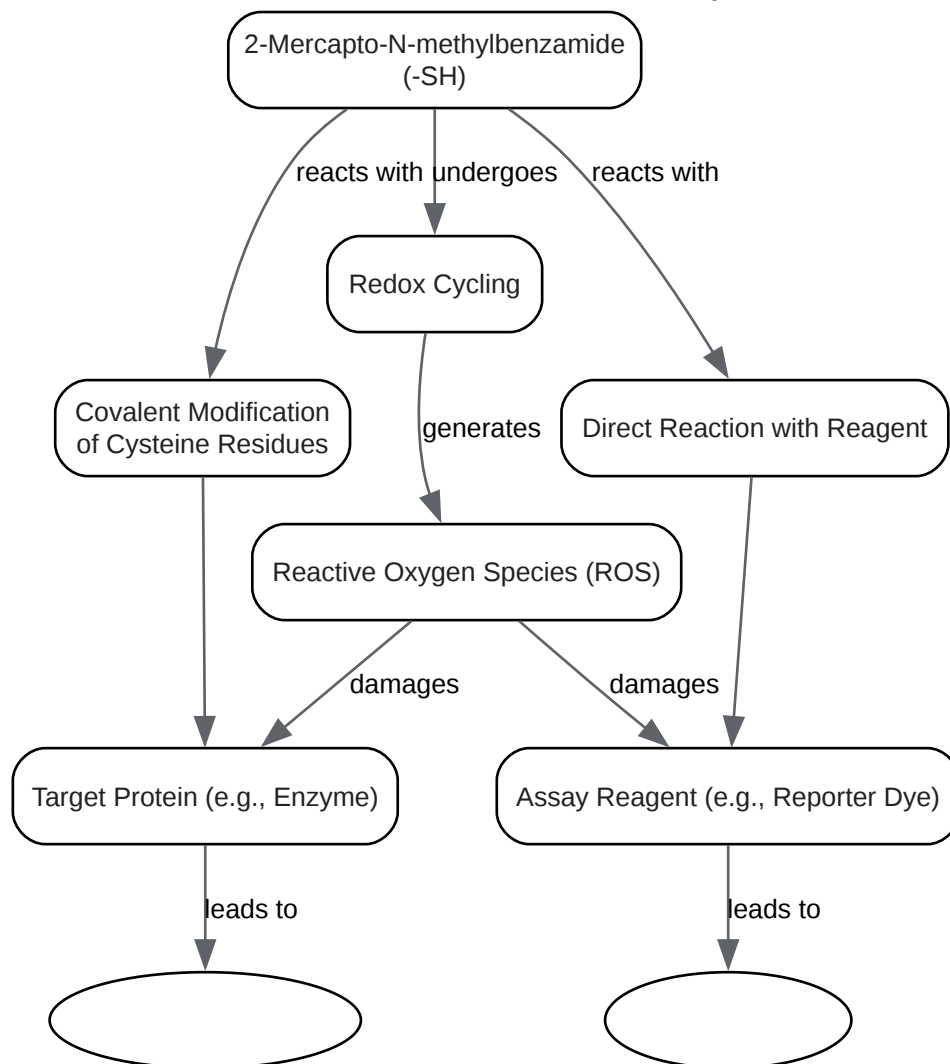 2-Mercapto-N-methylbenzamide
(-SH)
reacts with
undergoes
reacts with
Redox Cycling
Covalent Modification
of Cysteine Residues
generates
Direct Reaction with Reagent
Reactive Oxygen Species (ROS)
damages
damages
Target Protein (e.g., Enzyme)
Assay Reagent (e.g., Reporter Dye)
leads to
leads to